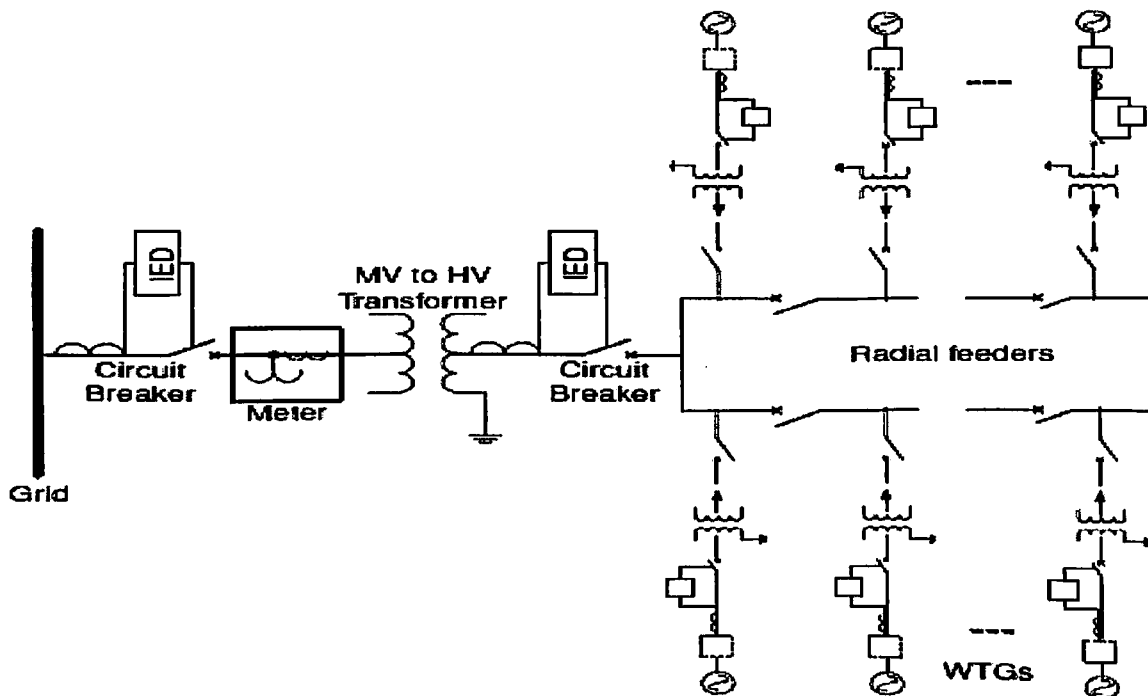 IED
IED
MV to HV
Transformer
Circuit
Breaker
Meter
Circuit
Breaker
Radial feeders
Grid
WTGs